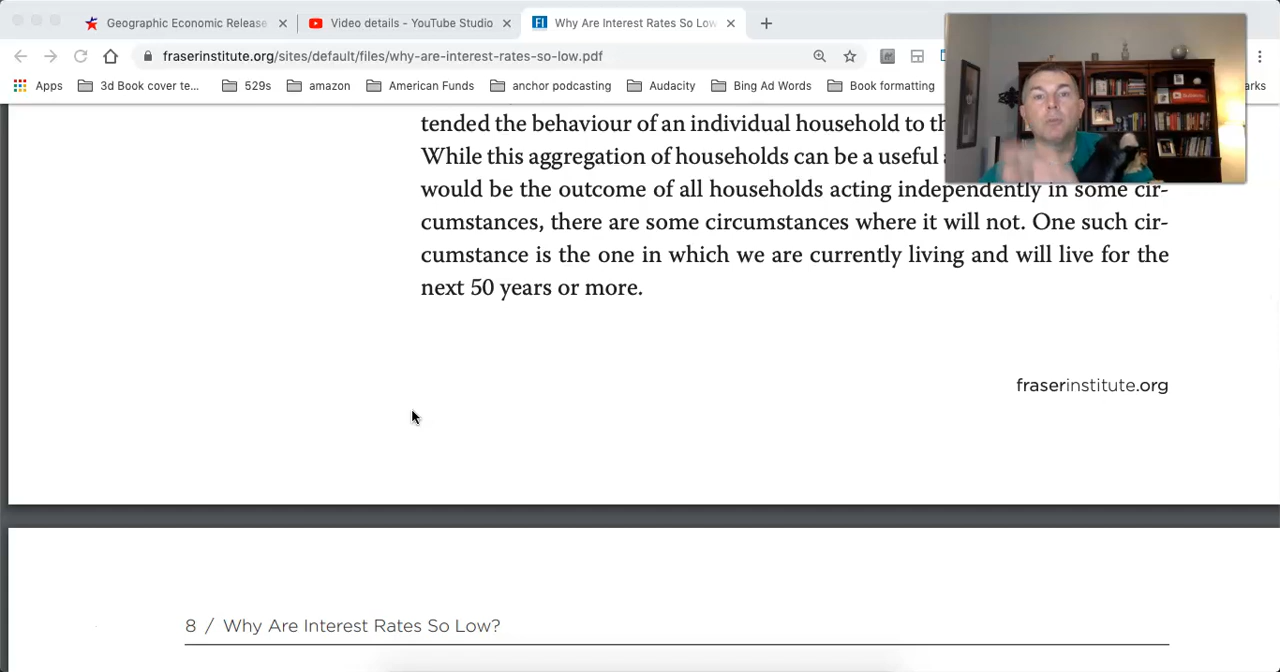 Geographic Economic Release
Video details - YouTube Studio
FI Why Are Interest Rates So Low
fraserinstitute.org/sites/default/files/why-are-interest-rates-so-low.pdf
Apps 3d Book cover te... 529s amazon American Funds anchor podcasting Audacity Bing Ad Words Book formatting arks
tended the behaviour of an individual household to th
While this aggregation of households can be a useful a
would be the outcome of all households acting independently in some cir-
cumstances, there are some circumstances where it will not. One such cir-
cumstance is the one in which we are currently living and will live for the
next 50 years or more.
fraserinstitute.org
8 / Why Are Interest Rates So Low?